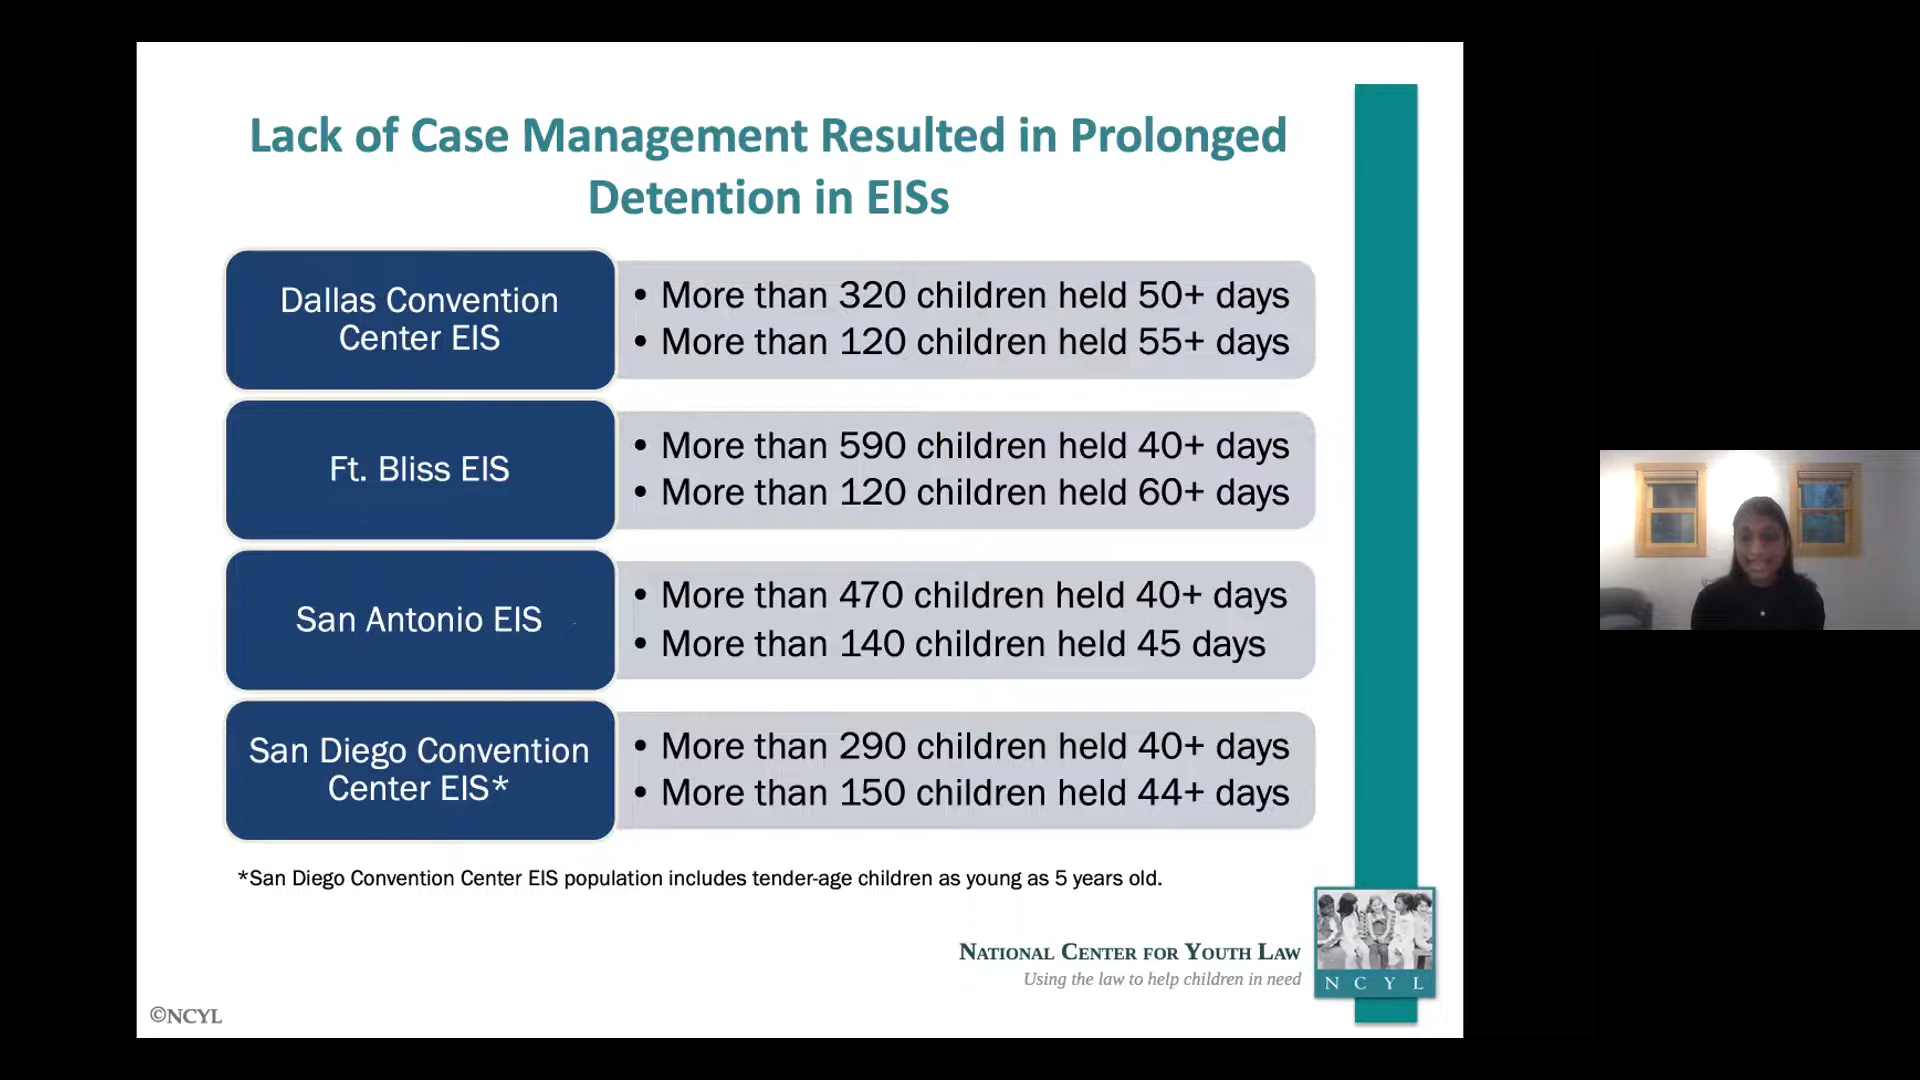 Lack of Case Management Resulted in Prolonged
Detention in EISs
Dallas Convention
Center EIS
• More than 320 children held 50+ days
• More than 120 children held 55+ days
Ft. Bliss EIS
• More than 590 children held 40+ days
• More than 120 children held 60+ days
San Antonio EIS
• More than 470 children held 40+ days
• More than 140 children held 45 days
San Diego Convention
Center EIS*
• More than 290 children held 40+ days
• More than 150 children held 44+ days
*San Diego Convention Center EIS population includes tender-age children as young as 5 years old.
National Center for Youth Law
Using the law to help children in need
N C Y L
©NCYL